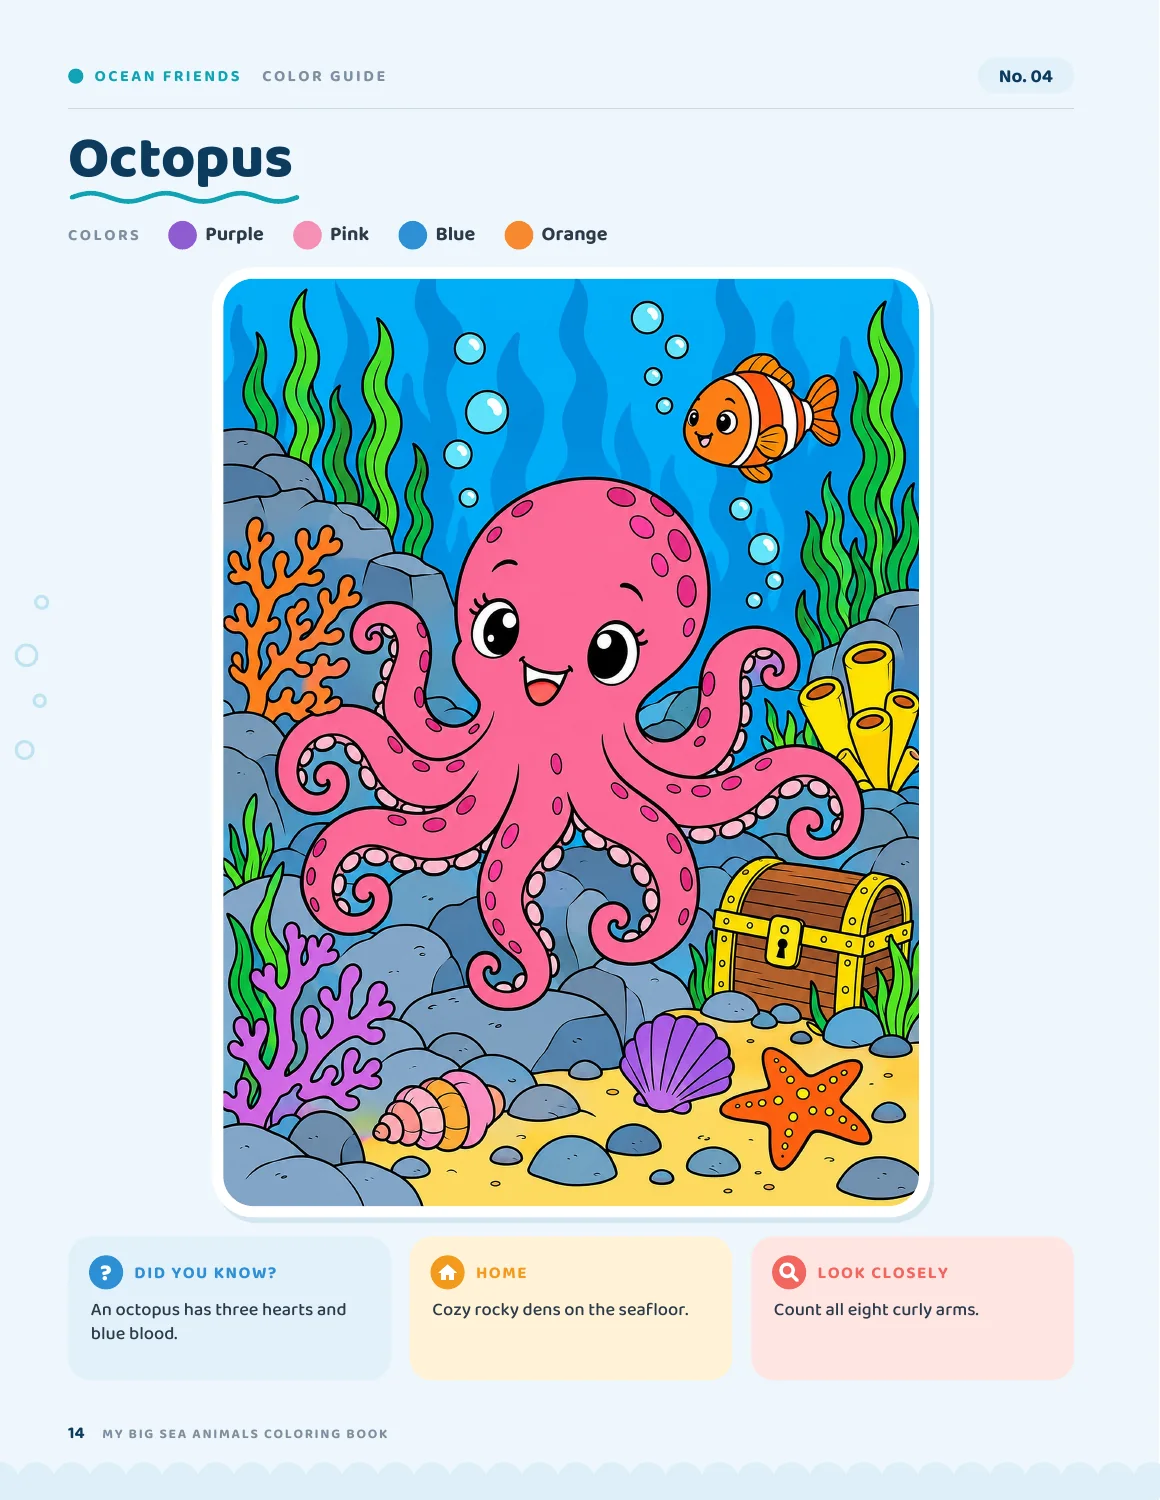 OCEAN FRIENDS COLOR GUIDE
No. 04
Octopus
COLORS Purple Pink Blue Orange
? DID YOU KNOW?
An octopus has three hearts and
blue blood.
HOME
Cozy rocky dens on the seafloor.
LOOK CLOSELY
Count all eight curly arms.
14 MY BIG SEA ANIMALS COLORING BOOK